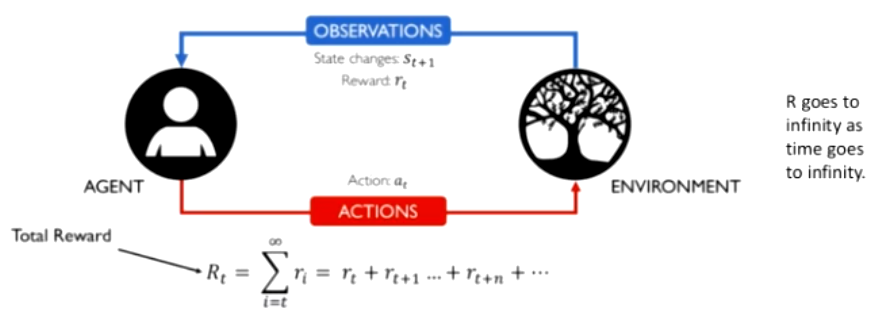 OBSERVATIONS
State changes: s_{t+1}
Reward: r_t
AGENT
Action: a_t
ACTIONS
ENVIRONMENT
R goes to
infinity as
time goes
to infinity.
Total Reward
R_t = \sum_{i=t}^{\infty} r_i = r_t + r_{t+1} ... + r_{t+n} + ⋯